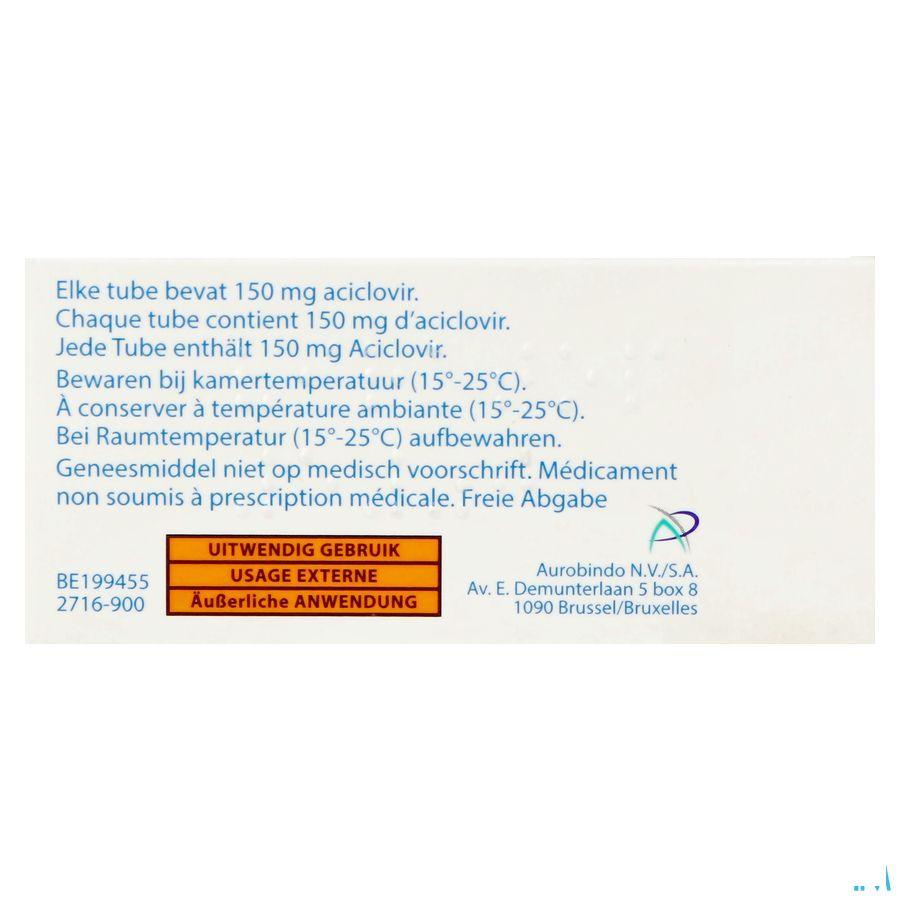 Elke tube bevat 150 mg aciclovir.
Chaque tube contient 150 mg d’aciclovir.
Jede Tube enthält 150 mg Aciclovir.
Bewaren bij kamertemperatuur (15°-25°C).
À conserver à température ambiante (15°-25°C).
Bei Raumtemperatur (15°-25°C) aufbewahren.
Geneesmiddel niet op medisch voorschrift. Médicament
non soumis à prescription médicale. Freie Abgabe
UITWENDIG GEBRUIK
USAGE EXTERNE
Äußerliche ANWENDUNG
BE199455
2716-900
Aurobindo N.V./S.A.
Av. E. Demunterlaan 5 box 8
1090 Brussel/Bruxelles